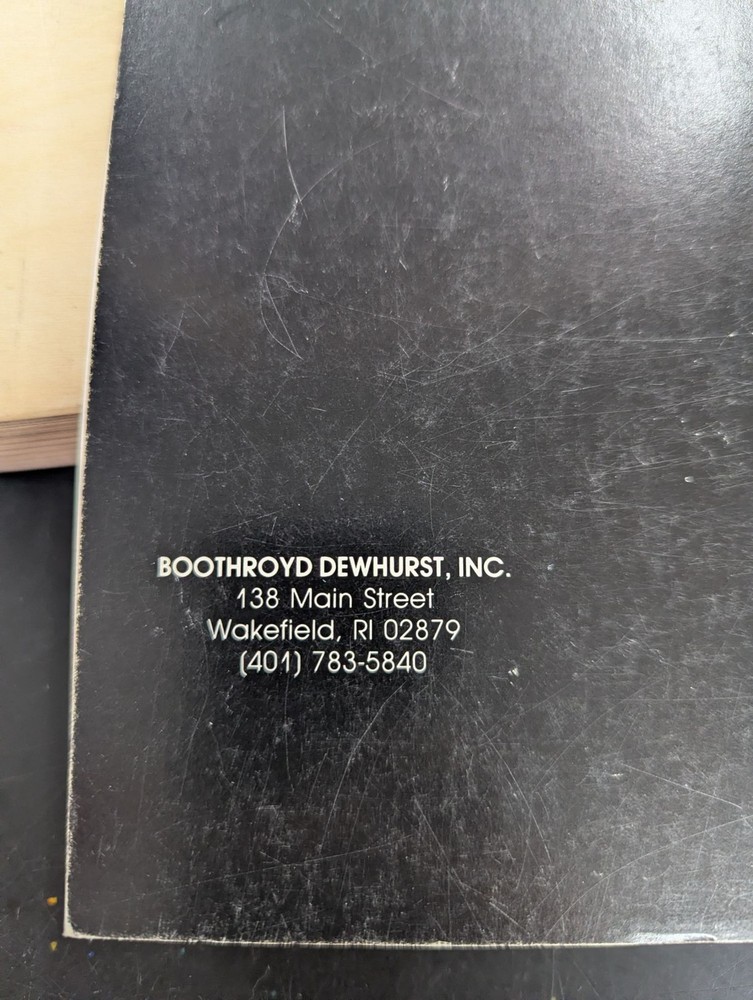 BOOTHROYD DEWHURST, INC.
138 Main Street
Wakefield, RI 02879
(401) 783-5840